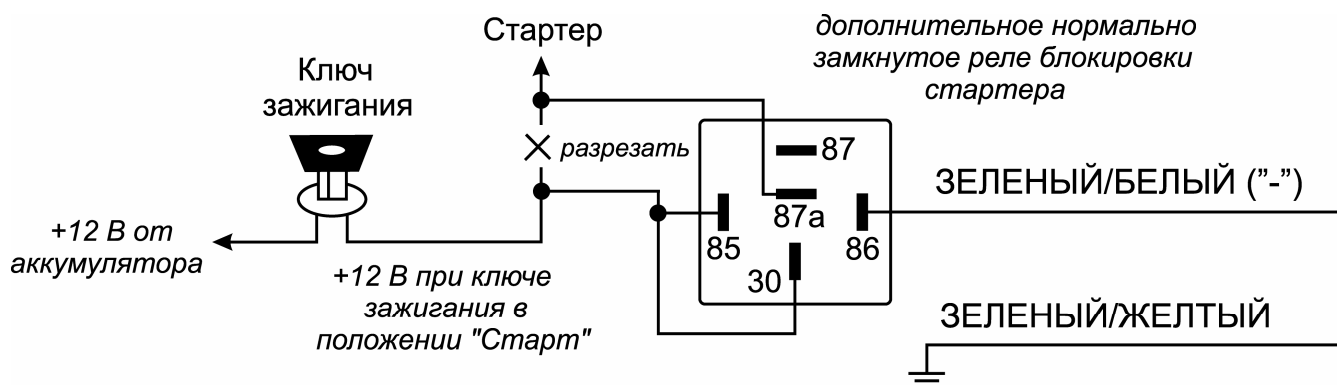 Стартер
дополнительное нормально
замкнутое реле блокировки
стартера
Ключ
зажигания
разрезать
87
ЗЕЛЕНЫЙ/БЕЛЫЙ ("-")
87a
85
86
30
+12 В от
аккумулятора
+12 В при ключе
зажигания в
положении "Старт"
ЗЕЛЕНЫЙ/ЖЕЛТЫЙ